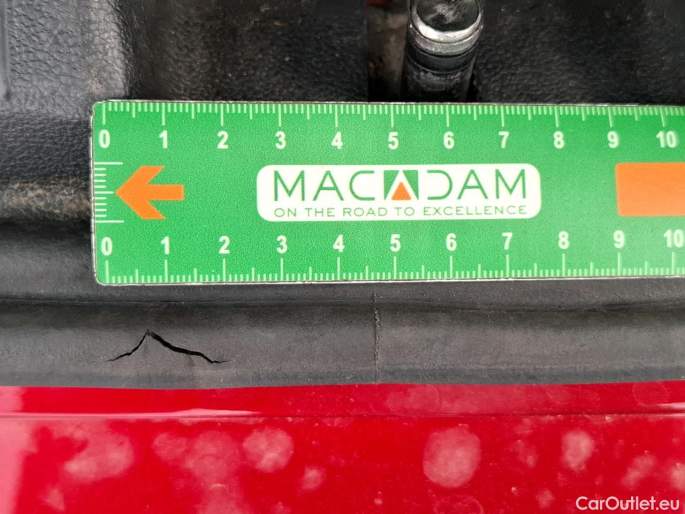 0 1 2 3 4 5 6 7 8 9 10
MACADAM
ON THE ROAD TO EXCELLENCE
0 1 2 3 4 5 6 7 8 9 10
CarOutlet.eu